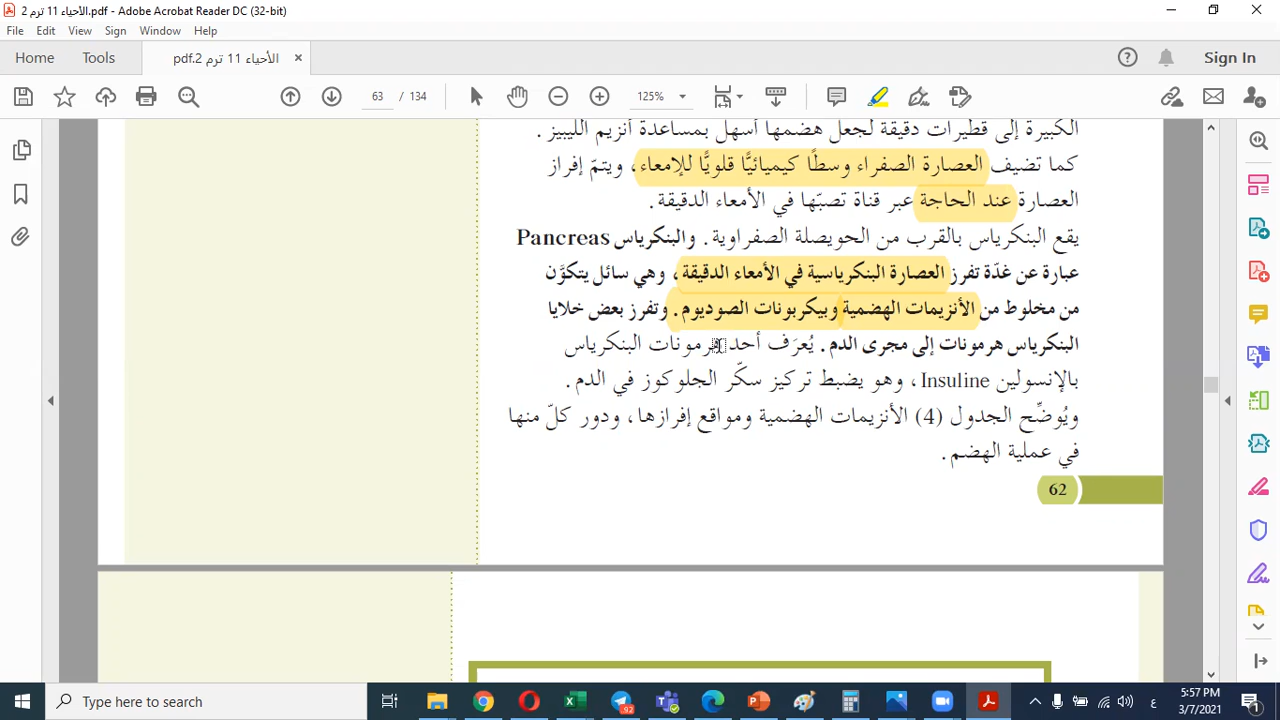 الأحياء 11 ترم 2.pdf - Adobe Acrobat Reader DC (32-bit)
File Edit View Sign Window Help
Home Tools الأحياء 11 ترم 2.pdf × Sign In
63 / 134 125%
الكبيرة إلى قطيرات دقيقة لجعل هضمها أسهل بمساعدة أنزيم الليبيز .
كما تضيف العصارة الصفراء وسطًا كيميائيًّا قلويًّا للإمعاء، ويتمّ إفراز
العصارة عند الحاجة عبر قناة تصبّها في الأمعاء الدقيقة.
يقع البنكرياس بالقرب من الحويصلة الصفراوية. والبنكرياس Pancreas
عبارة عن غدّة تفرز العصارة البنكرياسية في الأمعاء الدقيقة، وهي سائل يتكوَّن
من مخلوط من الأنزيمات الهضمية وبيكربونات الصوديوم. وتفرز بعض خلايا
البنكرياس هرمونات إلى مجرى الدم. يُعرَف أحد هرمونات البنكرياس
بالإنسولين Insuline، وهو يضبط تركيز سكّر الجلوكوز في الدم.
ويُوضِّح الجدول (4) الأنزيمات الهضمية ومواقع إفرازها، ودور كلّ منها
في عملية الهضم.
62
Type here to search 92 ع 5:57 PM
3/7/2021 1